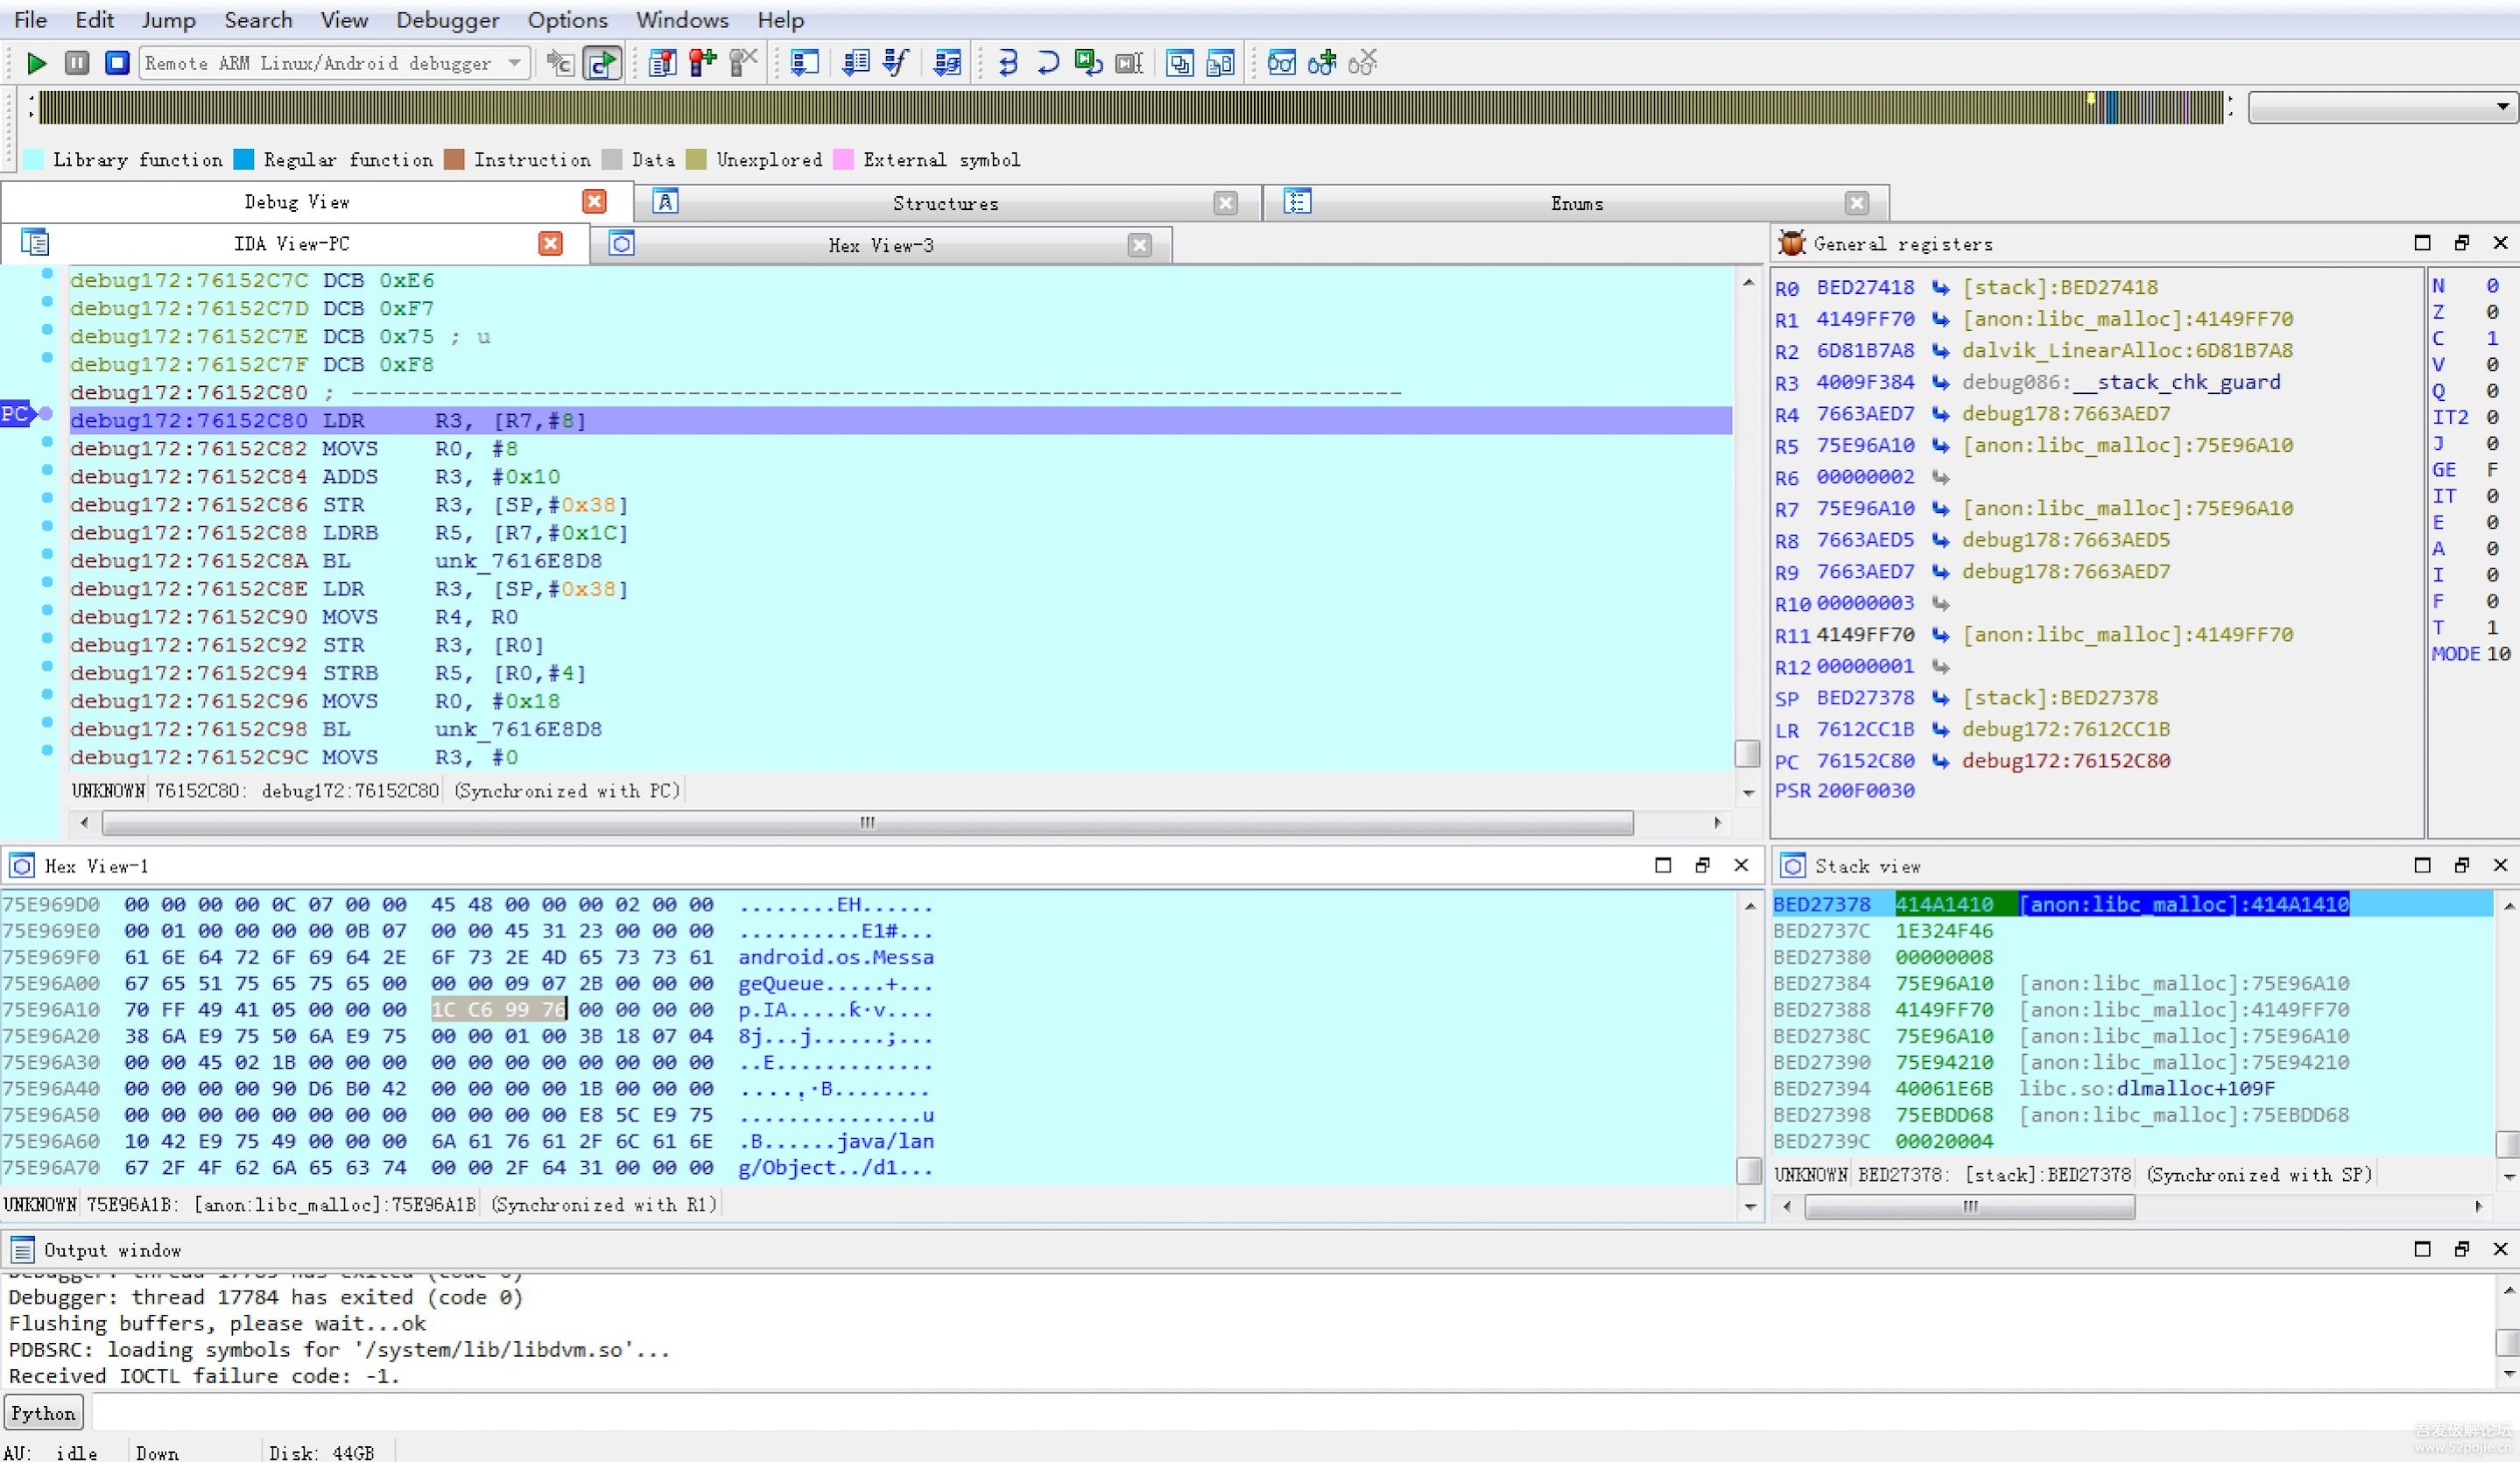 File Edit Jump Search View Debugger Options Windows Help
Remote ARM Linux/Android debugger
Library function Regular function Instruction Data Unexplored External symbol
Debug View Structures Enums
IDA View-PC Hex View-3
debug172:76152C7C DCB 0xE6
debug172:76152C7D DCB 0xF7
debug172:76152C7E DCB 0x75 ; u
debug172:76152C7F DCB 0xF8
debug172:76152C80 ; ---------------------------------------------------------------------------
PC
debug172:76152C80 LDR R3, [R7,#8]
debug172:76152C82 MOVS R0, #8
debug172:76152C84 ADDS R3, #0x10
debug172:76152C86 STR R3, [SP,#0x38]
debug172:76152C88 LDRB R5, [R7,#0x1C]
debug172:76152C8A BL unk_7616E8D8
debug172:76152C8E LDR R3, [SP,#0x38]
debug172:76152C90 MOVS R4, R0
debug172:76152C92 STR R3, [R0]
debug172:76152C94 STRB R5, [R0,#4]
debug172:76152C96 MOVS R0, #0x18
debug172:76152C98 BL unk_7616E8D8
debug172:76152C9C MOVS R3, #0
UNKNOWN 76152C80: debug172:76152C80 (Synchronized with PC)
General registers
R0 BED27418 [stack]:BED27418
R1 4149FF70 [anon:libc_malloc]:4149FF70
R2 6D81B7A8 dalvik_LinearAlloc:6D81B7A8
R3 4009F384 debug086:__stack_chk_guard
R4 7663AED7 debug178:7663AED7
R5 75E96A10 [anon:libc_malloc]:75E96A10
R6 00000002
R7 75E96A10 [anon:libc_malloc]:75E96A10
R8 7663AED5 debug178:7663AED5
R9 7663AED7 debug178:7663AED7
R10 00000003
R11 4149FF70 [anon:libc_malloc]:4149FF70
R12 00000001
SP BED27378 [stack]:BED27378
LR 7612CC1B debug172:7612CC1B
PC 76152C80 debug172:76152C80
PSR 200F0030
N 0
Z 0
C 1
V 0
Q 0
IT2 0
J 0
GE F
IT 0
E 0
A 0
I 0
F 0
T 1
MODE 10
Hex View-1
75E969D0 00 00 00 00 0C 07 00 00 45 48 00 00 00 02 00 00 ........EH......
75E969E0 00 01 00 00 00 00 0B 07 00 00 45 31 23 00 00 00 ..........E1#...
75E969F0 61 6E 64 72 6F 69 64 2E 6F 73 2E 4D 65 73 73 61 android.os.Messa
75E96A00 67 65 51 75 65 75 65 00 00 00 09 07 2B 00 00 00 geQueue.....+...
75E96A10 70 FF 49 41 05 00 00 00 1C C6 99 76 00 00 00 00 p.IA.....ƙ·v....
75E96A20 38 6A E9 75 50 6A E9 75 00 00 01 00 3B 18 07 04 8j...j......;...
75E96A30 00 00 45 02 1B 00 00 00 00 00 00 00 00 00 00 00 ..E.............
75E96A40 00 00 00 00 90 D6 B0 42 00 00 00 00 1B 00 00 00 .....ְ·B........
75E96A50 00 00 00 00 00 00 00 00 00 00 00 00 E8 5C E9 75 ...............u
75E96A60 10 42 E9 75 49 00 00 00 6A 61 76 61 2F 6C 61 6E .B......java/lan
75E96A70 67 2F 4F 62 6A 65 63 74 00 00 2F 64 31 00 00 00 g/Object../d1...
UNKNOWN 75E96A1B: [anon:libc_malloc]:75E96A1B (Synchronized with R1)
Stack view
BED27378 414A1410 [anon:libc_malloc]:414A1410
BED2737C 1E324F46
BED27380 00000008
BED27384 75E96A10 [anon:libc_malloc]:75E96A10
BED27388 4149FF70 [anon:libc_malloc]:4149FF70
BED2738C 75E96A10 [anon:libc_malloc]:75E96A10
BED27390 75E94210 [anon:libc_malloc]:75E94210
BED27394 40061E6B libc.so:dlmalloc+109F
BED27398 75EBDD68 [anon:libc_malloc]:75EBDD68
BED2739C 00020004
UNKNOWN BED27378: [stack]:BED27378 (Synchronized with SP)
Output window
Debugger: thread 17784 has exited (code 0)
Flushing buffers, please wait...ok
PDBSRC: loading symbols for '/system/lib/libdvm.so'...
Received IOCTL failure code: -1.
Python
AU: idle Down Disk: 44GB
吾爱破解论坛
www.52pojie.cn